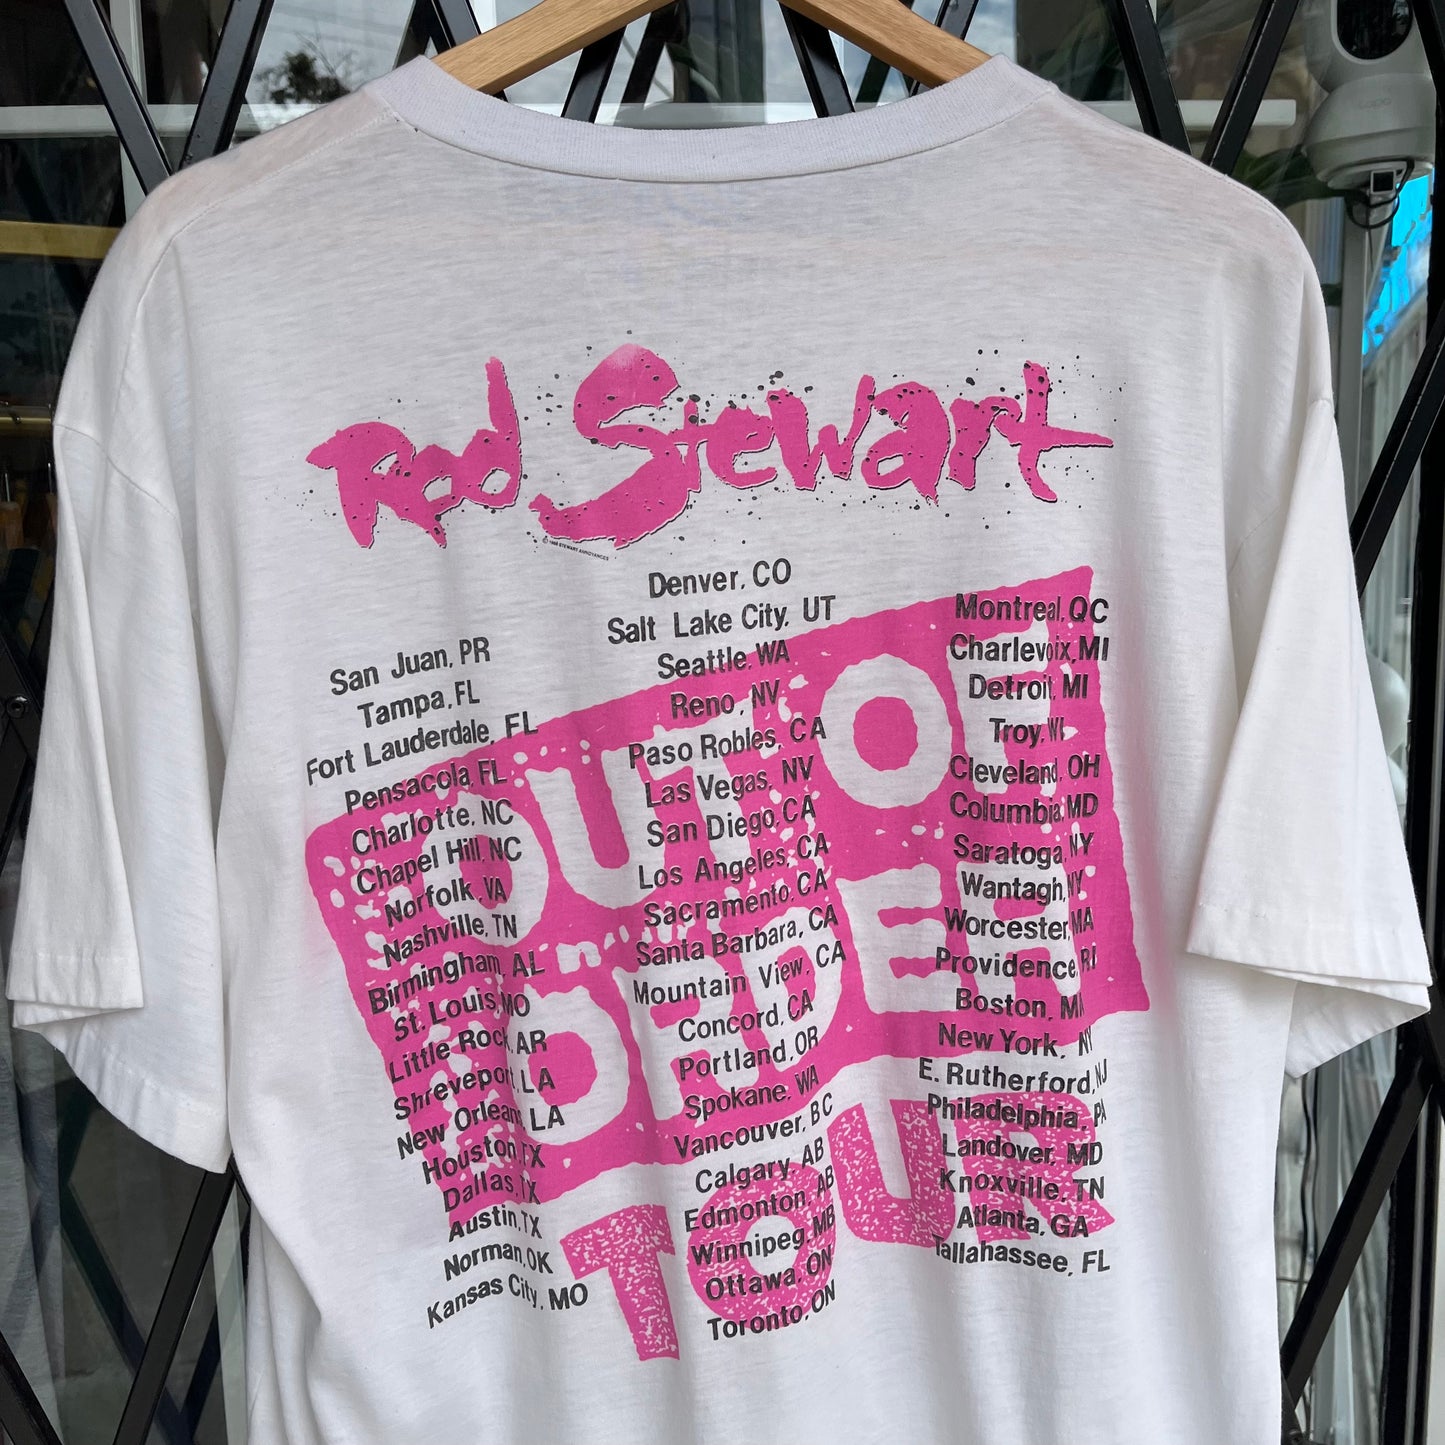 Rod Stewart
© 1988 STEWART ANNOYANCES
OUT OF
ORDER
TOUR
San Juan, PR
Tampa, FL
Fort Lauderdale, FL
Pensacola, FL
Charlotte, NC
Chapel Hill, NC
Norfolk, VA
Nashville, TN
Birmingham, AL
St. Louis, MO
Little Rock, AR
Shreveport, LA
New Orleans, LA
Houston, TX
Dallas, TX
Austin, TX
Norman, OK
Kansas City, MO
Denver, CO
Salt Lake City, UT
Seattle, WA
Reno, NV
Paso Robles, CA
Las Vegas, NV
San Diego, CA
Los Angeles, CA
Sacramento, CA
Santa Barbara, CA
Mountain View, CA
Concord, CA
Portland, OR
Spokane, WA
Vancouver, BC
Calgary, AB
Edmonton, AB
Winnipeg, MB
Ottawa, ON
Toronto, ON
Montreal, QC
Charlevoix, MI
Detroit, MI
Troy, WI
Cleveland, OH
Columbia, MD
Saratoga, NY
Wantagh, NY
Worcester, MA
Providence, RI
Boston, MA
New York, NY
E. Rutherford, NJ
Philadelphia, PA
Landover, MD
Knoxville, TN
Atlanta, GA
Tallahassee, FL
tapo